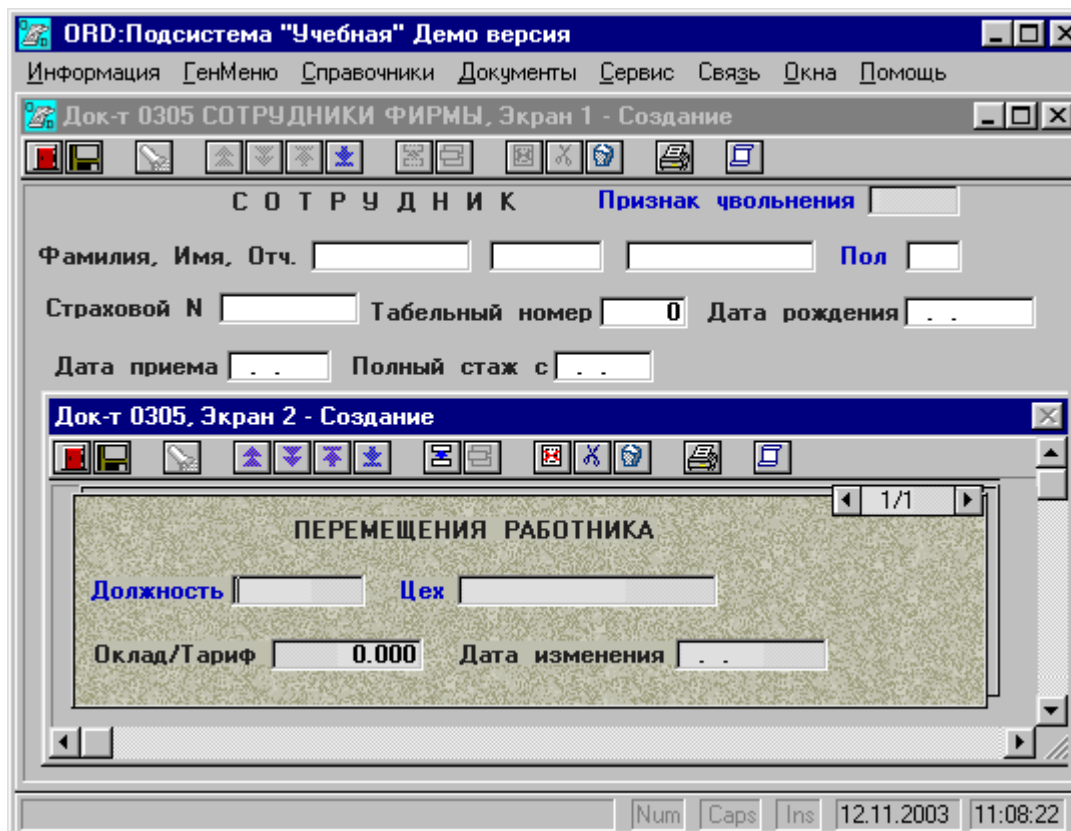 ORD:Подсистема "Учебная" Демо версия
Информация ГенМеню Справочники Документы Сервис Связь Окна Помощь
Док-т 0305 СОТРУДНИКИ ФИРМЫ, Экран 1 - Создание
С О Т Р У Д Н И К Признак чвольнения
Фамилия, Имя, Отч. Пол
Страховой N Табельный номер 0 Дата рождения . .
Дата приема . . Полный стаж с . .
Док-т 0305, Экран 2 - Создание
1/1
ПЕРЕМЕЩЕНИЯ РАБОТНИКА
Должность Цех
Оклад/Тариф 0.000 Дата изменения . .
Num Caps Ins 12.11.2003 11:08:22